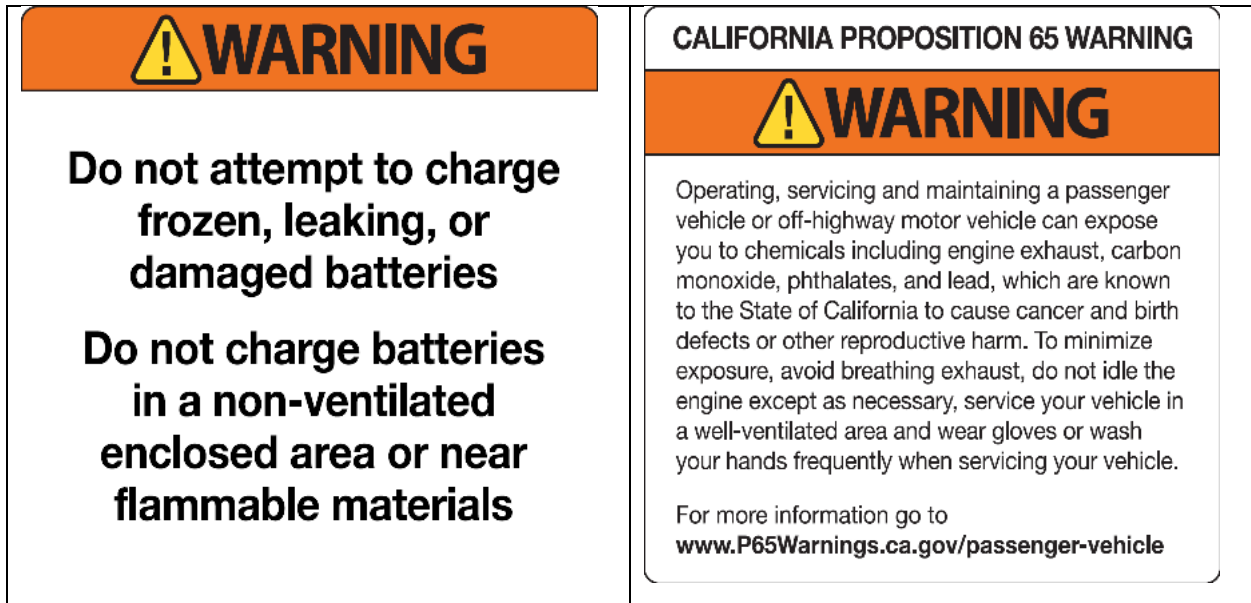 WARNING
Do not attempt to charge
frozen, leaking, or
damaged batteries
Do not charge batteries
in a non-ventilated
enclosed area or near
flammable materials
CALIFORNIA PROPOSITION 65 WARNING
WARNING
Operating, servicing and maintaining a passenger
vehicle or off-highway motor vehicle can expose
you to chemicals including engine exhaust, carbon
monoxide, phthalates, and lead, which are known
to the State of California to cause cancer and birth
defects or other reproductive harm. To minimize
exposure, avoid breathing exhaust, do not idle the
engine except as necessary, service your vehicle in
a well-ventilated area and wear gloves or wash
your hands frequently when servicing your vehicle.
For more information go to
www.P65Warnings.ca.gov/passenger-vehicle